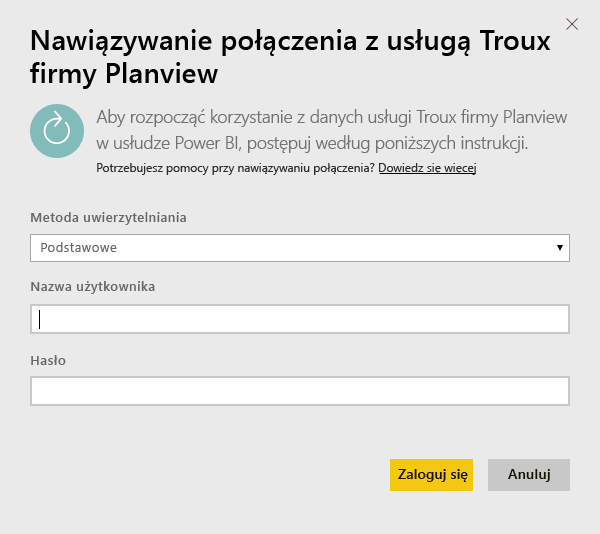 Nawiązywanie połączenia z usługą Troux
firmy Planview
Aby rozpocząć korzystanie z danych usługi Troux firmy Planview
w usłudze Power BI, postępuj według poniższych instrukcji.
Potrzebujesz pomocy przy nawiązywaniu połączenia? Dowiedz się więcej
Metoda uwierzytelniania
Podstawowe
Nazwa użytkownika
Hasło
Zaloguj się
Anuluj